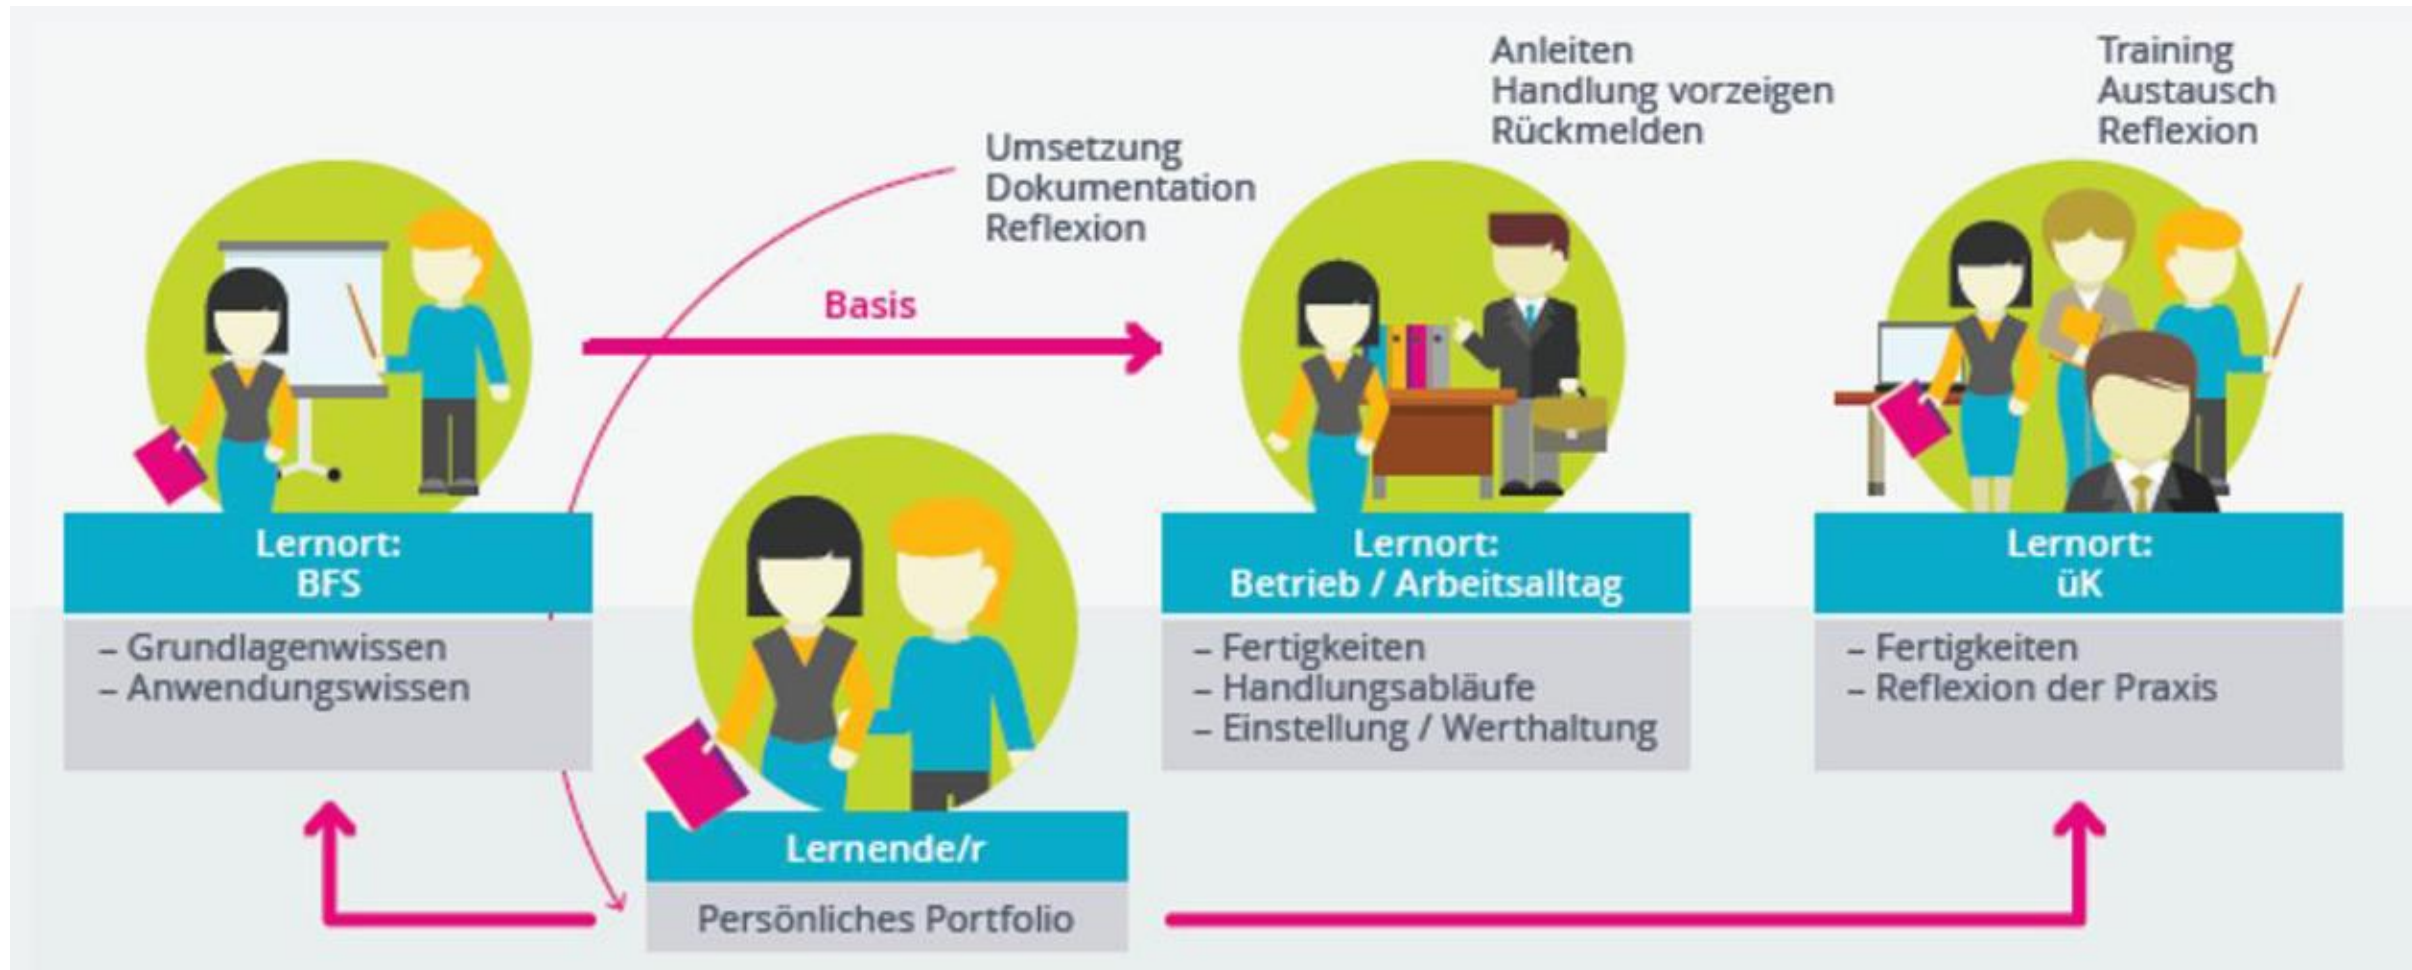 Anleiten
Handlung vorzeigen
Rückmelden
Training
Austausch
Reflexion
Umsetzung
Dokumentation
Reflexion
Basis
Lernort:
BFS
– Grundlagenwissen
– Anwendungswissen
Lernort:
Betrieb / Arbeitsalltag
– Fertigkeiten
– Handlungsabläufe
– Einstellung / Werthaltung
Lernort:
üK
– Fertigkeiten
– Reflexion der Praxis
Lernende/r
Persönliches Portfolio